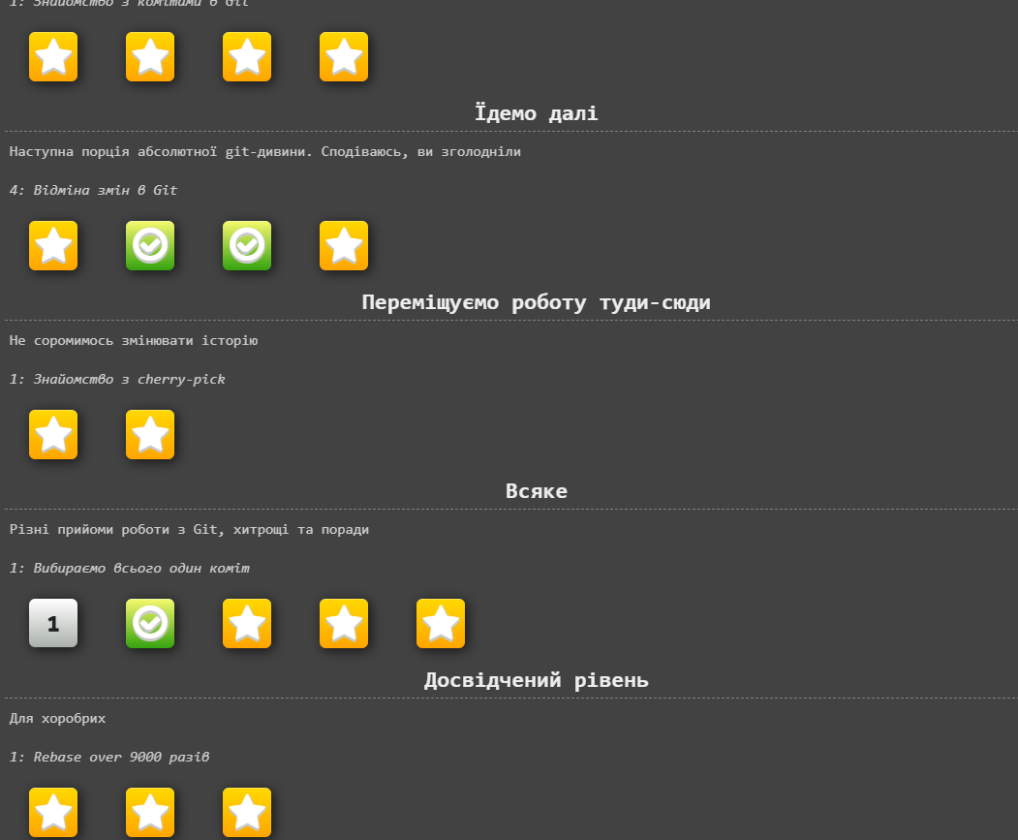 1: Знайомство з комітами в Git
Їдемо далі
Наступна порція абсолютної git-дивини. Сподіваюсь, ви зголодніли
4: Відміна змін в Git
Переміщуємо роботу туди-сюди
Не соромимось змінювати історію
1: Знайомство з cherry-pick
Всяке
Різні прийоми роботи з Git, хитрощі та поради
1: Вибираємо всього один коміт
1
Досвідчений рівень
Для хоробрих
1: Rebase over 9000 разів